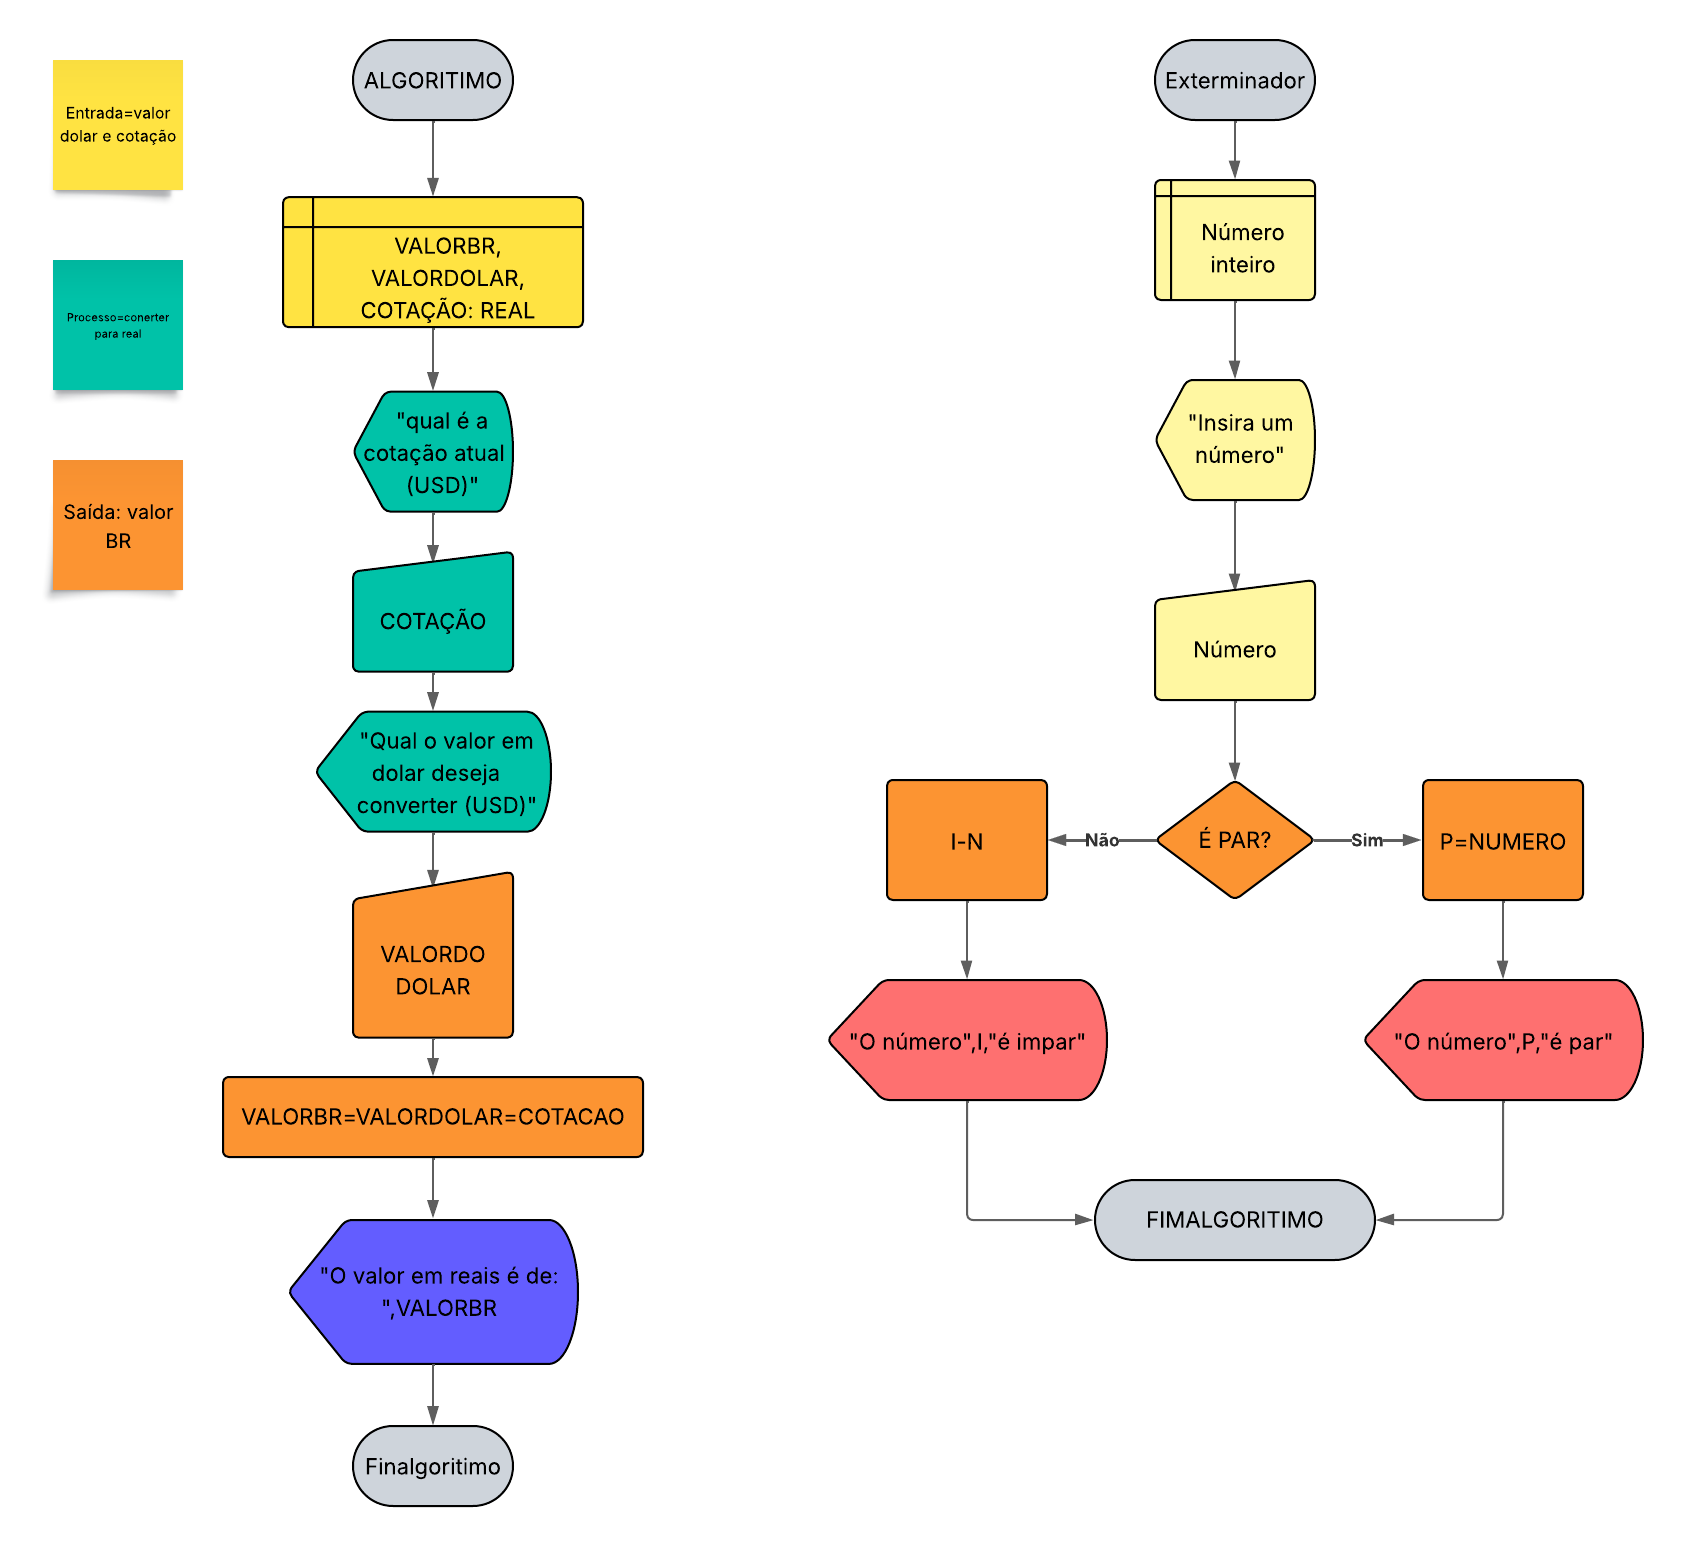 Entrada=valor
dolar e cotação
Processo=conerter
para real
Saída: valor
BR
ALGORITIMO
VALORBR,
VALORDOLAR,
COTAÇÃO: REAL
"qual é a
cotação atual
(USD)"
COTAÇÃO
"Qual o valor em
dolar deseja
converter (USD)"
VALORDO
DOLAR
VALORBR=VALORDOLAR=COTACAO
"O valor em reais é de:
",VALORBR
Finalgoritimo
Exterminador
Número
inteiro
"Insira um
número"
Número
É PAR?
Não
Sim
I-N
P=NUMERO
"O número",I,"é impar"
"O número",P,"é par"
FIMALGORITIMO